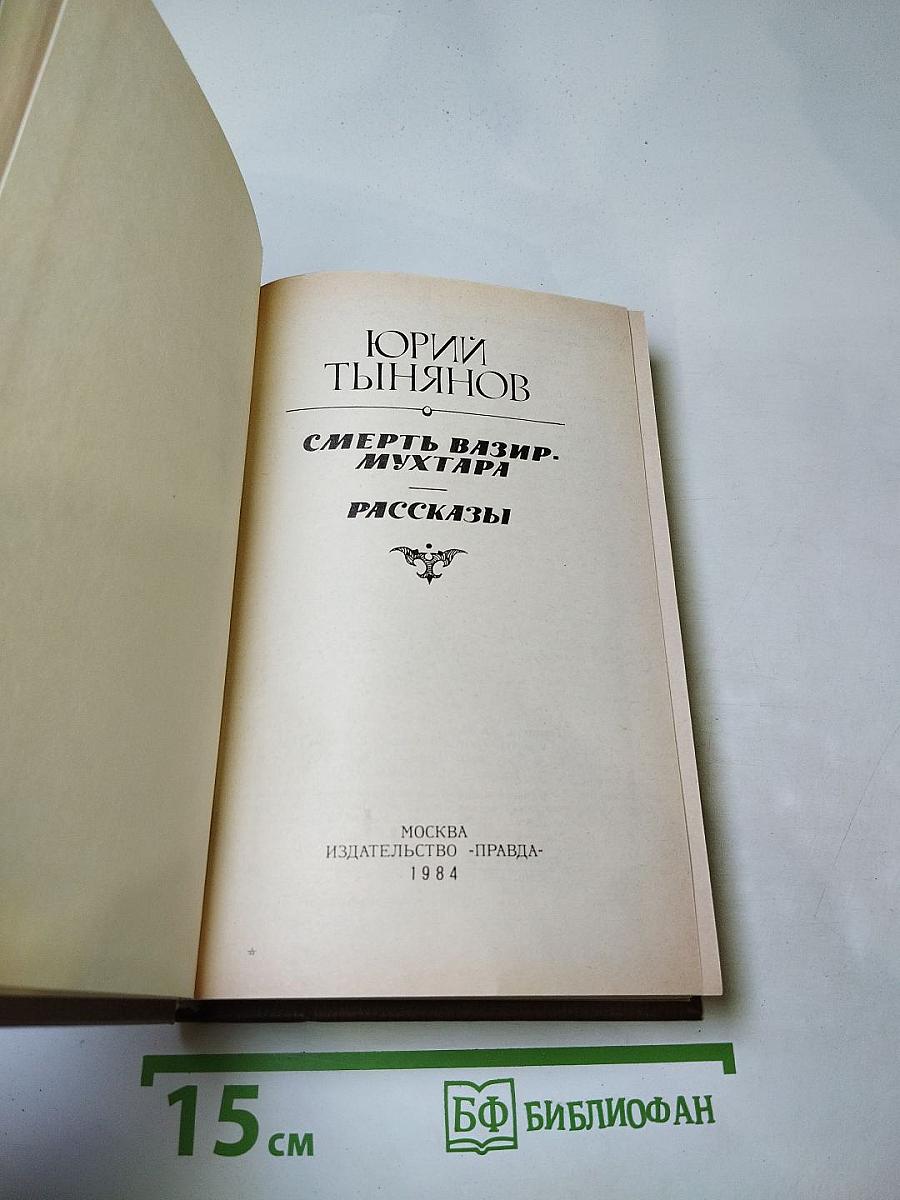 ЮРИЙ
ТЫНЯНОВ
СМЕРТЬ ВАЗИР-
МУХТАРА
РАССКАЗЫ
МОСКВА
ИЗДАТЕЛЬСТВО «ПРАВДА»
1984
15 см
БФ БИБЛИОФАН